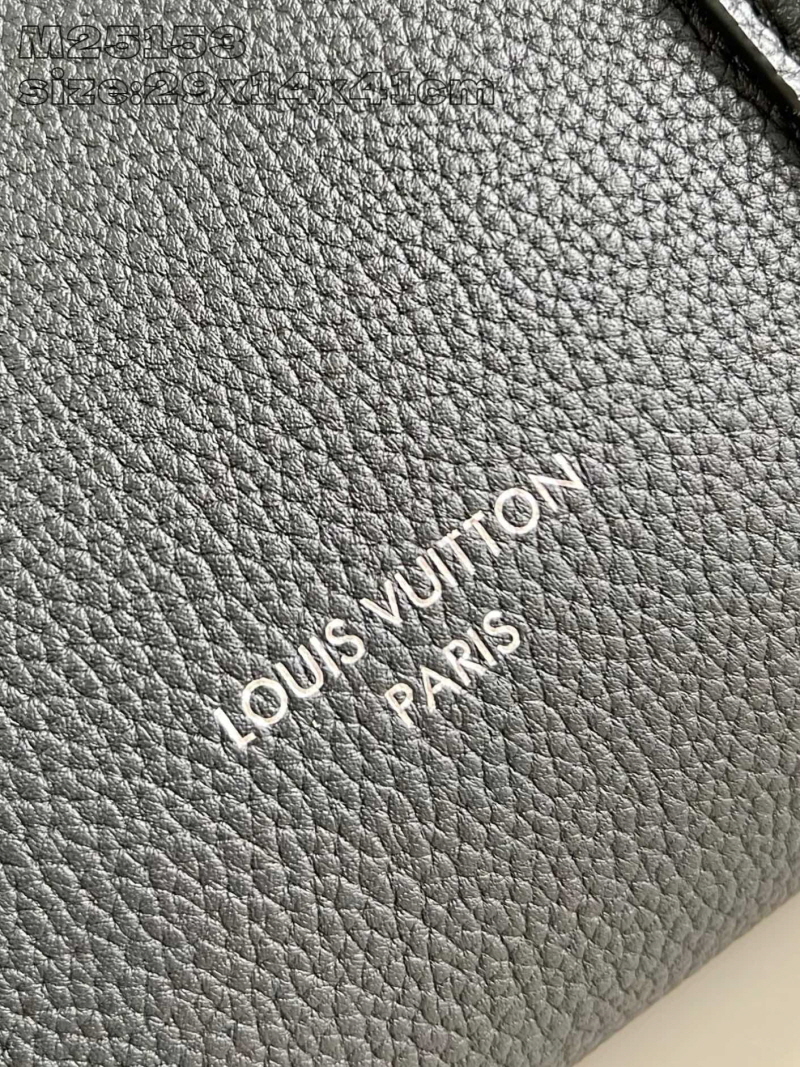 M25153
size:29x14x41cm
LOUIS VUITTON
PARIS